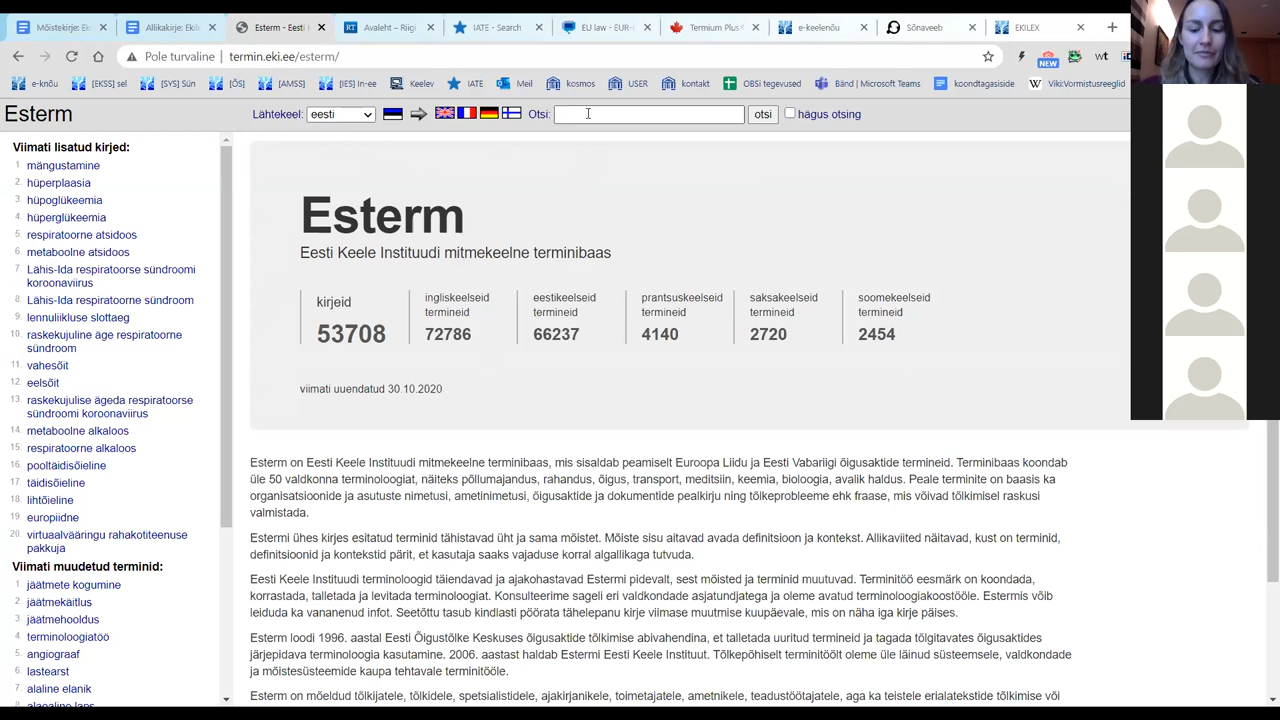 Mõistekirje: Ek
Allikakirje: Ekile
Esterm - Eesti
Avaleht – Riigi
IATE - Search
EU law - EUR-
Termium Plus
e-keelenõu
Sõnaveeb
EKILEX
Pole turvaline
termin.eki.ee/esterm/
NEW
wt
e-knõu
[EKSS] sel
[SYS] Sün
[ÕS]
[AMSS]
[IES] II-ee
Keelev
IATE
Meil
kosmos
USER
kontakt
OBSi tegevused
Bänd | Microsoft Teams
koondtagasiside
Viki:Vormistusreeglid
Esterm
Lähtekeel: eesti
Otsi:
otsi
hägus otsing
Viimati lisatud kirjed:
1. mängustamine
2. hüperplaasia
3. hüpoglükeemia
4. hüperglükeemia
5. respiratoorne atsidoos
6. metaboolne atsidoos
7. Lähis-Ida respiratoorse sündroomi
koroonaviirus
8. Lähis-Ida respiratoorne sündroom
9. lennuliikluse slottaeg
10. raskekujuline äge respiratoorne
sündroom
11. vahesõit
12. eelsõit
13. raskekujulise ägeda respiratoorse
sündroomi koroonaviirus
14. metaboolne alkaloos
15. respiratoorne alkaloos
16. pooltäidisõieline
17. täidisõieline
18. lihtõieline
19. europiidne
20. virtuaalvääringu rahakotiteenuse
pakkuja
Viimati muudetud terminid:
1. jäätmete kogumine
2. jäätmekäitlus
3. jäätmehooldus
4. terminoloogiatöö
5. angiograaf
6. lastearst
7. alaline elanik
8. alaealine laps
Esterm
Eesti Keele Instituudi mitmekeelne terminibaas
kirjeid
53708
ingliskeelseid
termineid
72786
eestikeelseid
termineid
66237
prantsuskeelseid
termineid
4140
saksakeelseid
termineid
2720
soomekeelseid
termineid
2454
viimati uuendatud 30.10.2020
Esterm on Eesti Keele Instituudi mitmekeelne terminibaas, mis sisaldab peamiselt Euroopa Liidu ja Eesti Vabariigi õigusaktide termineid. Terminibaas koondab
üle 50 valdkonna terminoloogiat, näiteks põllumajandus, rahandus, õigus, transport, meditsiin, keemia, bioloogia, avalik haldus. Peale terminite on baasis ka
organisatsioonide ja asutuste nimetusi, ametinimetusi, õigusaktide ja dokumentide pealkirju ning tõlkeprobleeme ehk fraase, mis võivad tõlkimisel raskusi
valmistada.
Estermi ühes kirjes esitatud terminid tähistavad üht ja sama mõistet. Mõiste sisu aitavad avada definitsioon ja kontekst. Allikaviited näitavad, kust on terminid,
definitsioonid ja kontekstid pärit, et kasutaja saaks vajaduse korral algallikaga tutvuda.
Eesti Keele Instituudi terminoloogid täiendavad ja ajakohastavad Estermi pidevalt, sest mõisted ja terminid muutuvad. Terminitöö eesmärk on koondada,
korrastada, talletada ja levitada terminoloogiat. Konsulteerime sageli eri valdkondade asjatundjatega ja oleme avatud terminoloogiakoostööle. Estermis võib
leiduda ka vananenud infot. Seetõttu tasub kindlasti pöörata tähelepanu kirje viimase muutmise kuupäevale, mis on näha iga kirje päises.
Esterm loodi 1996. aastal Eesti Õigustõlke Keskuses õigusaktide tõlkimise abivahendina, et talletada uuritud termineid ja tagada tõlgitavates õigusaktides
järjepidava terminoloogia kasutamine. 2006. aastast haldab Estermi Eesti Keele Instituut. Tõlkepõhiselt terminitöölt oleme üle läinud süsteemsele, valdkondade
ja mõistesüsteemide kaupa tehtavale terminitööle.
Esterm on mõeldud tõlkijatele, tõlkidele, spetsialistidele, ajakirjanikele, toimetajatele, ametnikele, teadustöötajatele, aga ka teistele erialatekstide tõlkimise või